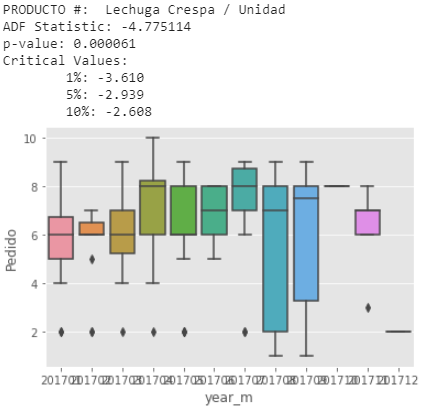 PRODUCTO #:  Lechuga Crespa / Unidad
ADF Statistic: -4.775114
p-value: 0.000061
Critical Values:
1%: -3.610
5%: -2.939
10%: -2.608
10
8
6
4
2
Pedido
201701 201702 201703 201704 201705 201706 201707 201708 201709 201710 201711 201712
year_m